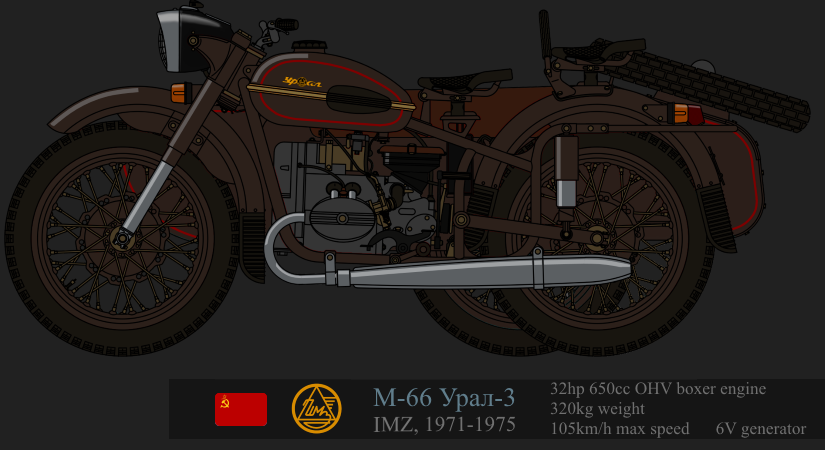 урал
М-66 Урал-3
IMZ, 1971-1975
32hp 650cc OHV boxer engine
320kg weight
105km/h max speed 6V generator